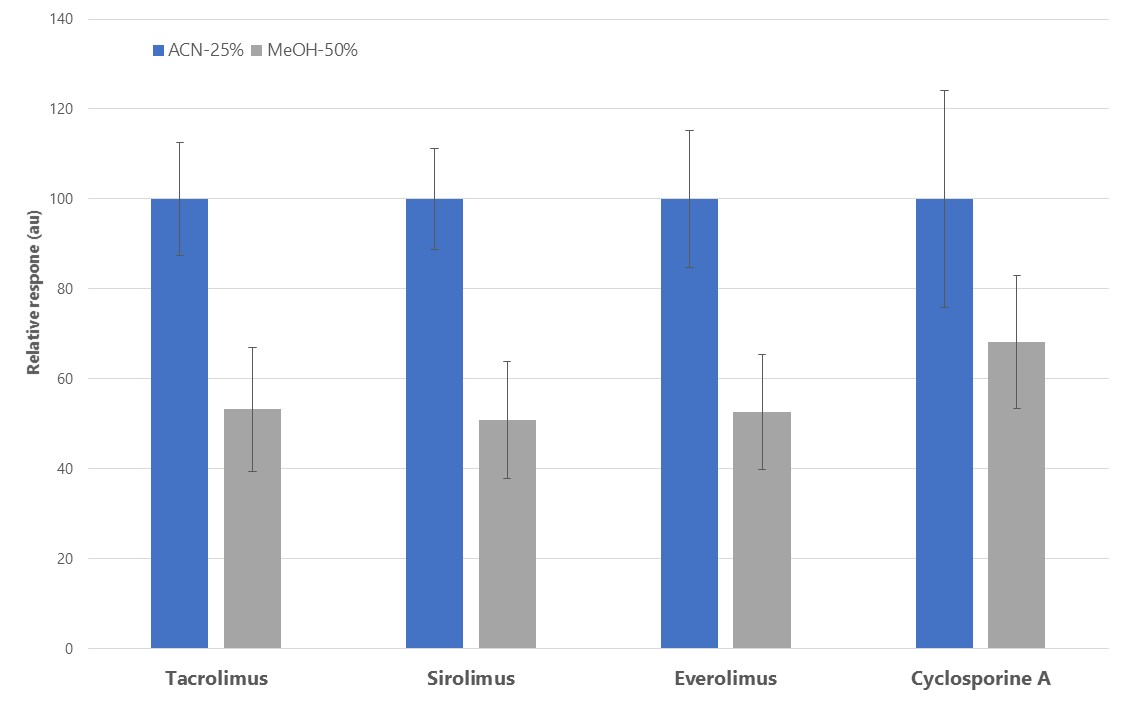 140
ACN-25% MeOH-50%
120
100
80
60
40
20
0
Relative respone (au)
Tacrolimus Sirolimus Everolimus Cyclosporine A